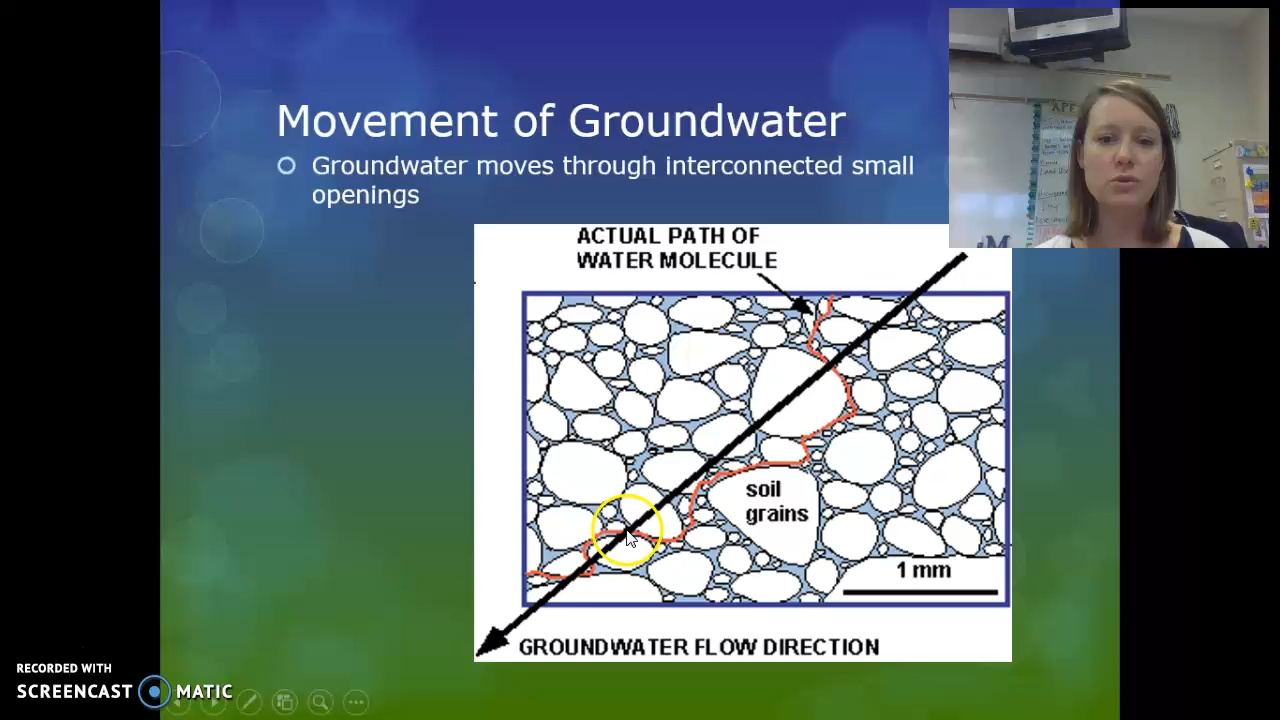 Movement of Groundwater
Groundwater moves through interconnected small
openings
ACTUAL PATH OF
WATER MOLECULE
soil
grains
1 mm
GROUNDWATER FLOW DIRECTION
RECORDED WITH
SCREENCAST MATIC